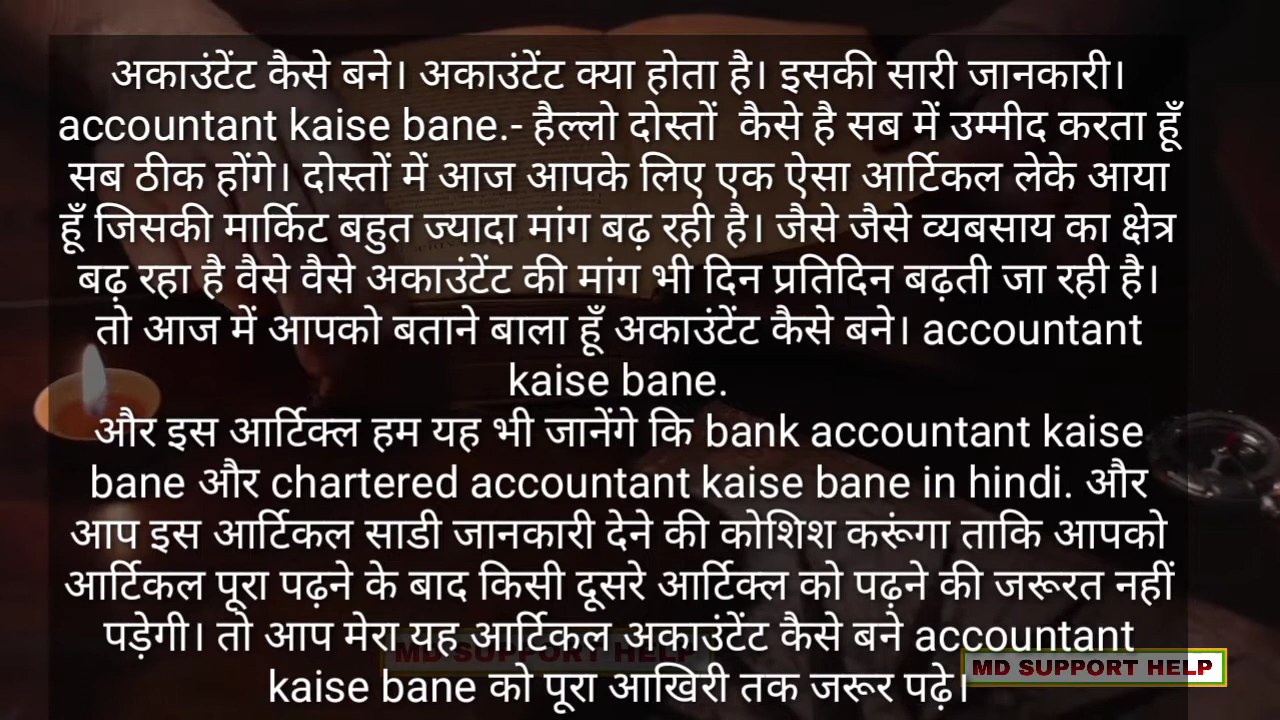 अकाउंटेंट कैसे बने। अकाउंटेंट क्या होता है। इसकी सारी जानकारी।
accountant kaise bane.- हैल्लो दोस्तों  कैसे है सब में उम्मीद करता हूँ
सब ठीक होंगे। दोस्तों में आज आपके लिए एक ऐसा आर्टिकल लेके आया
हूँ जिसकी मार्किट बहुत ज्यादा मांग बढ़ रही है। जैसे जैसे व्यबसाय का क्षेत्र
बढ़ रहा है वैसे वैसे अकाउंटेंट की मांग भी दिन प्रतिदिन बढ़ती जा रही है।
तो आज में आपको बताने बाला हूँ अकाउंटेंट कैसे बने। accountant
kaise bane.
और इस आर्टिक्ल हम यह भी जानेंगे कि bank accountant kaise
bane और chartered accountant kaise bane in hindi. और
आप इस आर्टिकल साडी जानकारी देने की कोशिश करूंगा ताकि आपको
आर्टिकल पूरा पढ़ने के बाद किसी दूसरे आर्टिक्ल को पढ़ने की जरूरत नहीं
पड़ेगी। तो आप मेरा यह आर्टिकल अकाउंटेंट कैसे बने accountant
kaise bane को पूरा आखिरी तक जरूर पढ़े।
MD SUPPORT HELP
MD SUPPORT HELP